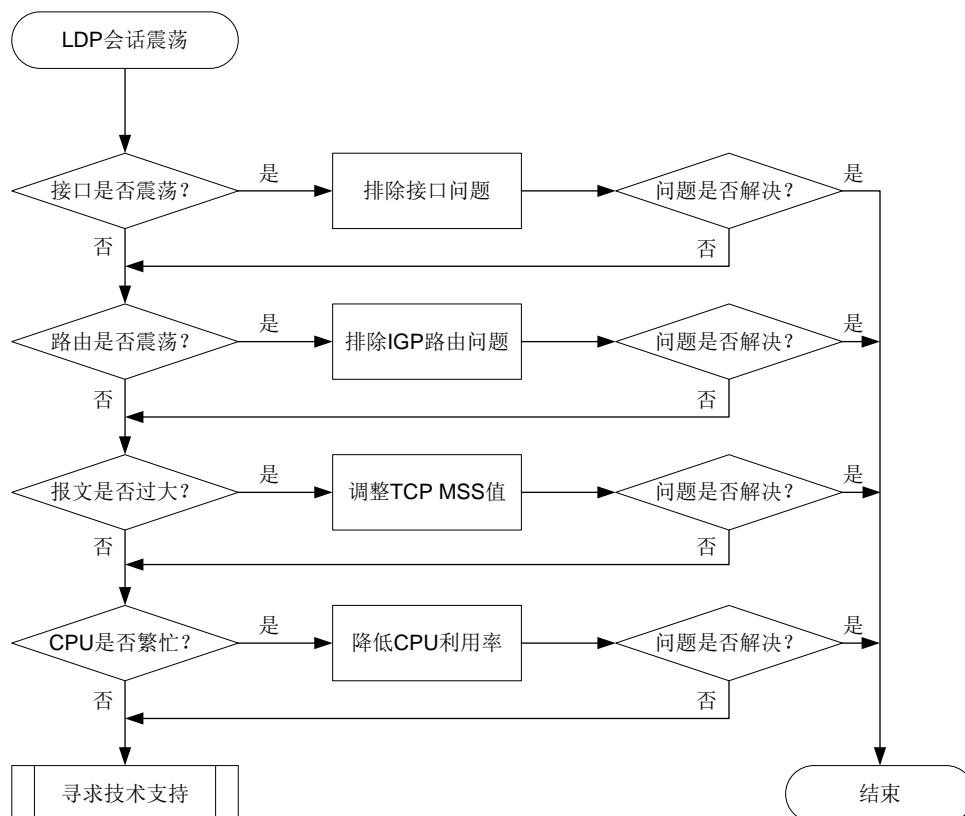 LDP会话震荡
接口是否震荡？
是
排除接口问题
问题是否解决？
是
否
否
路由是否震荡？
是
排除IGP路由问题
问题是否解决？
是
否
否
报文是否过大？
是
调整TCP MSS值
问题是否解决？
是
否
否
CPU是否繁忙？
是
降低CPU利用率
问题是否解决？
是
否
否
寻求技术支持
结束